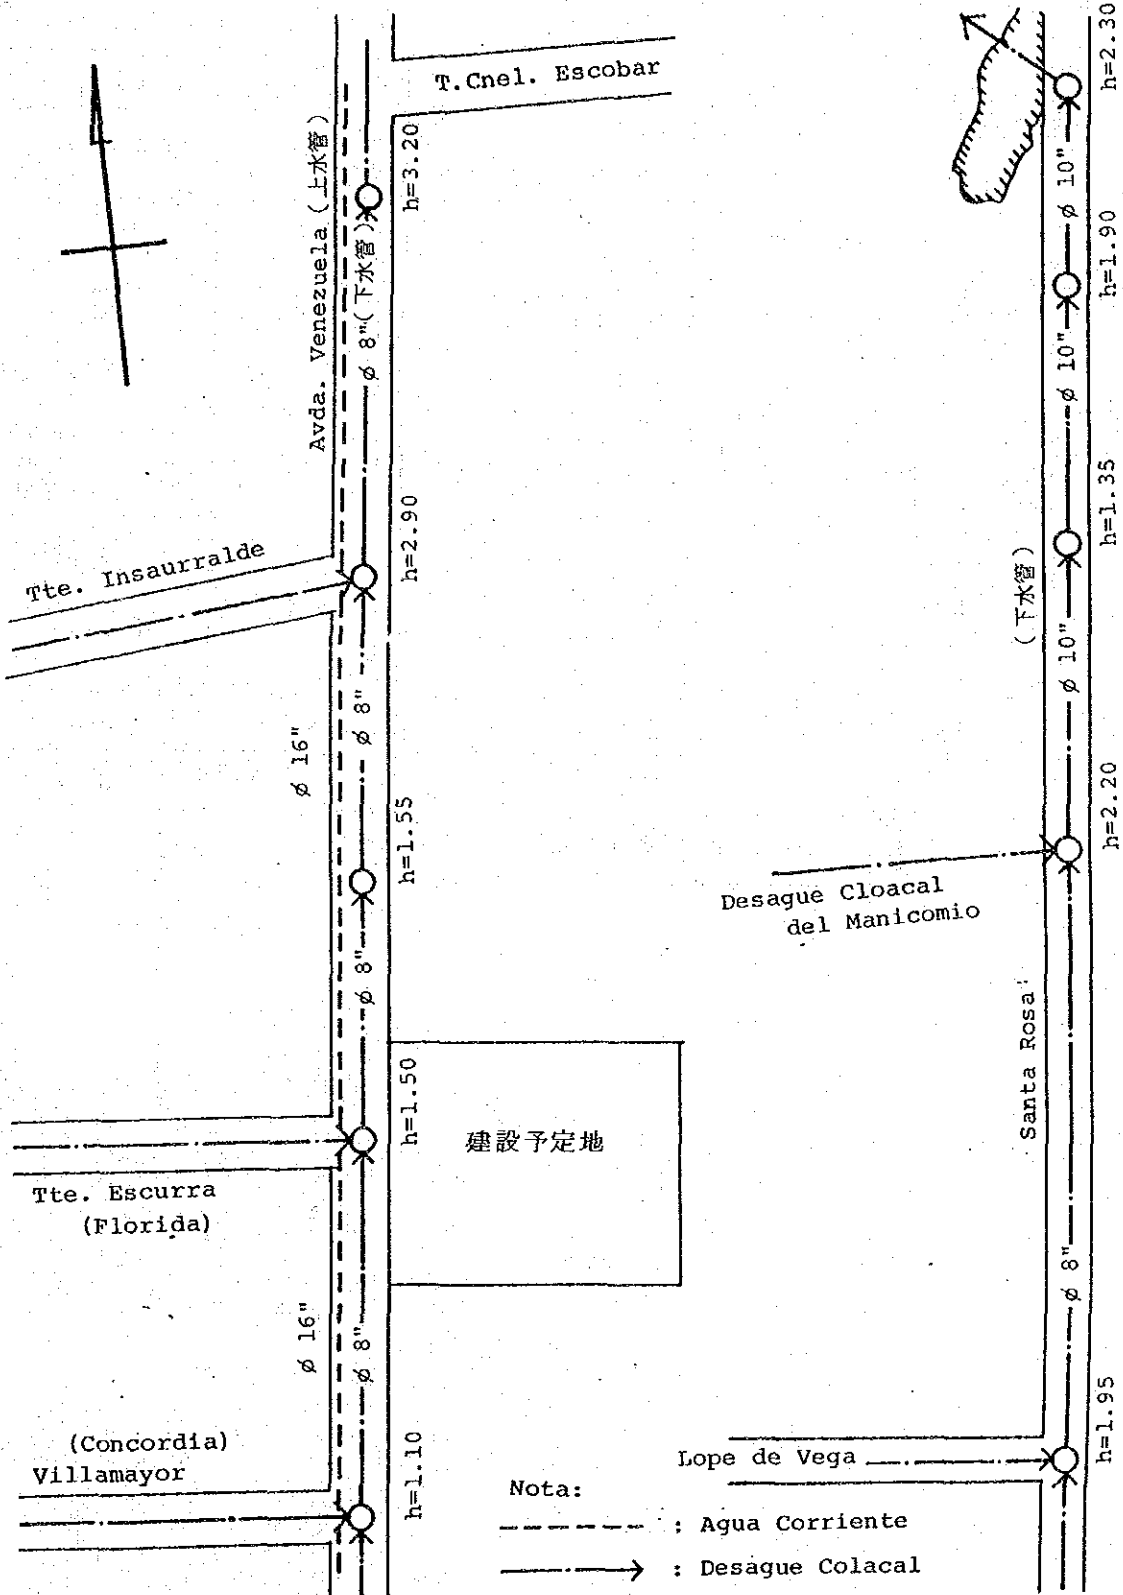 T.Cnel. Escobar
h=3.20
Avda. Venezuela (上水管)
ø 8" (下水管)
h=2.90
Tte. Insaurralde
ø 16"
ø 8"
h=1.55
ø 8"
h=1.50
建設予定地
Tte. Escurra
(Florida)
ø 16"
ø 8"
(Concordia)
Villamayor
h=1.10
h=2.30
ø 10"
h=1.90
ø 10"
h=1.35
(下水管)
ø 10"
h=2.20
Desague Cloacal
del Manicomio
Santa Rosa
ø 8"
h=1.95
Lope de Vega
Nota:
: Agua Corriente
: Desague Colacal